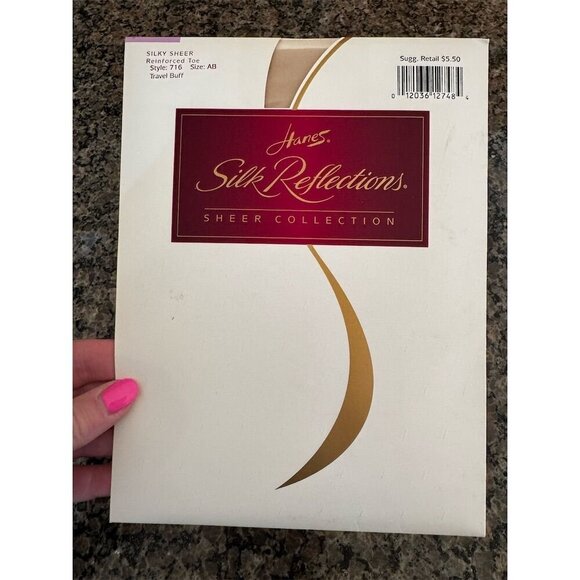 SILKY SHEER
Reinforced Toe
Style: 716 Size: AB
Travel Buff
Sugg. Retail $5.50
0 12036 12748 4
Hanes®
Silk Reflections®
SHEER COLLECTION